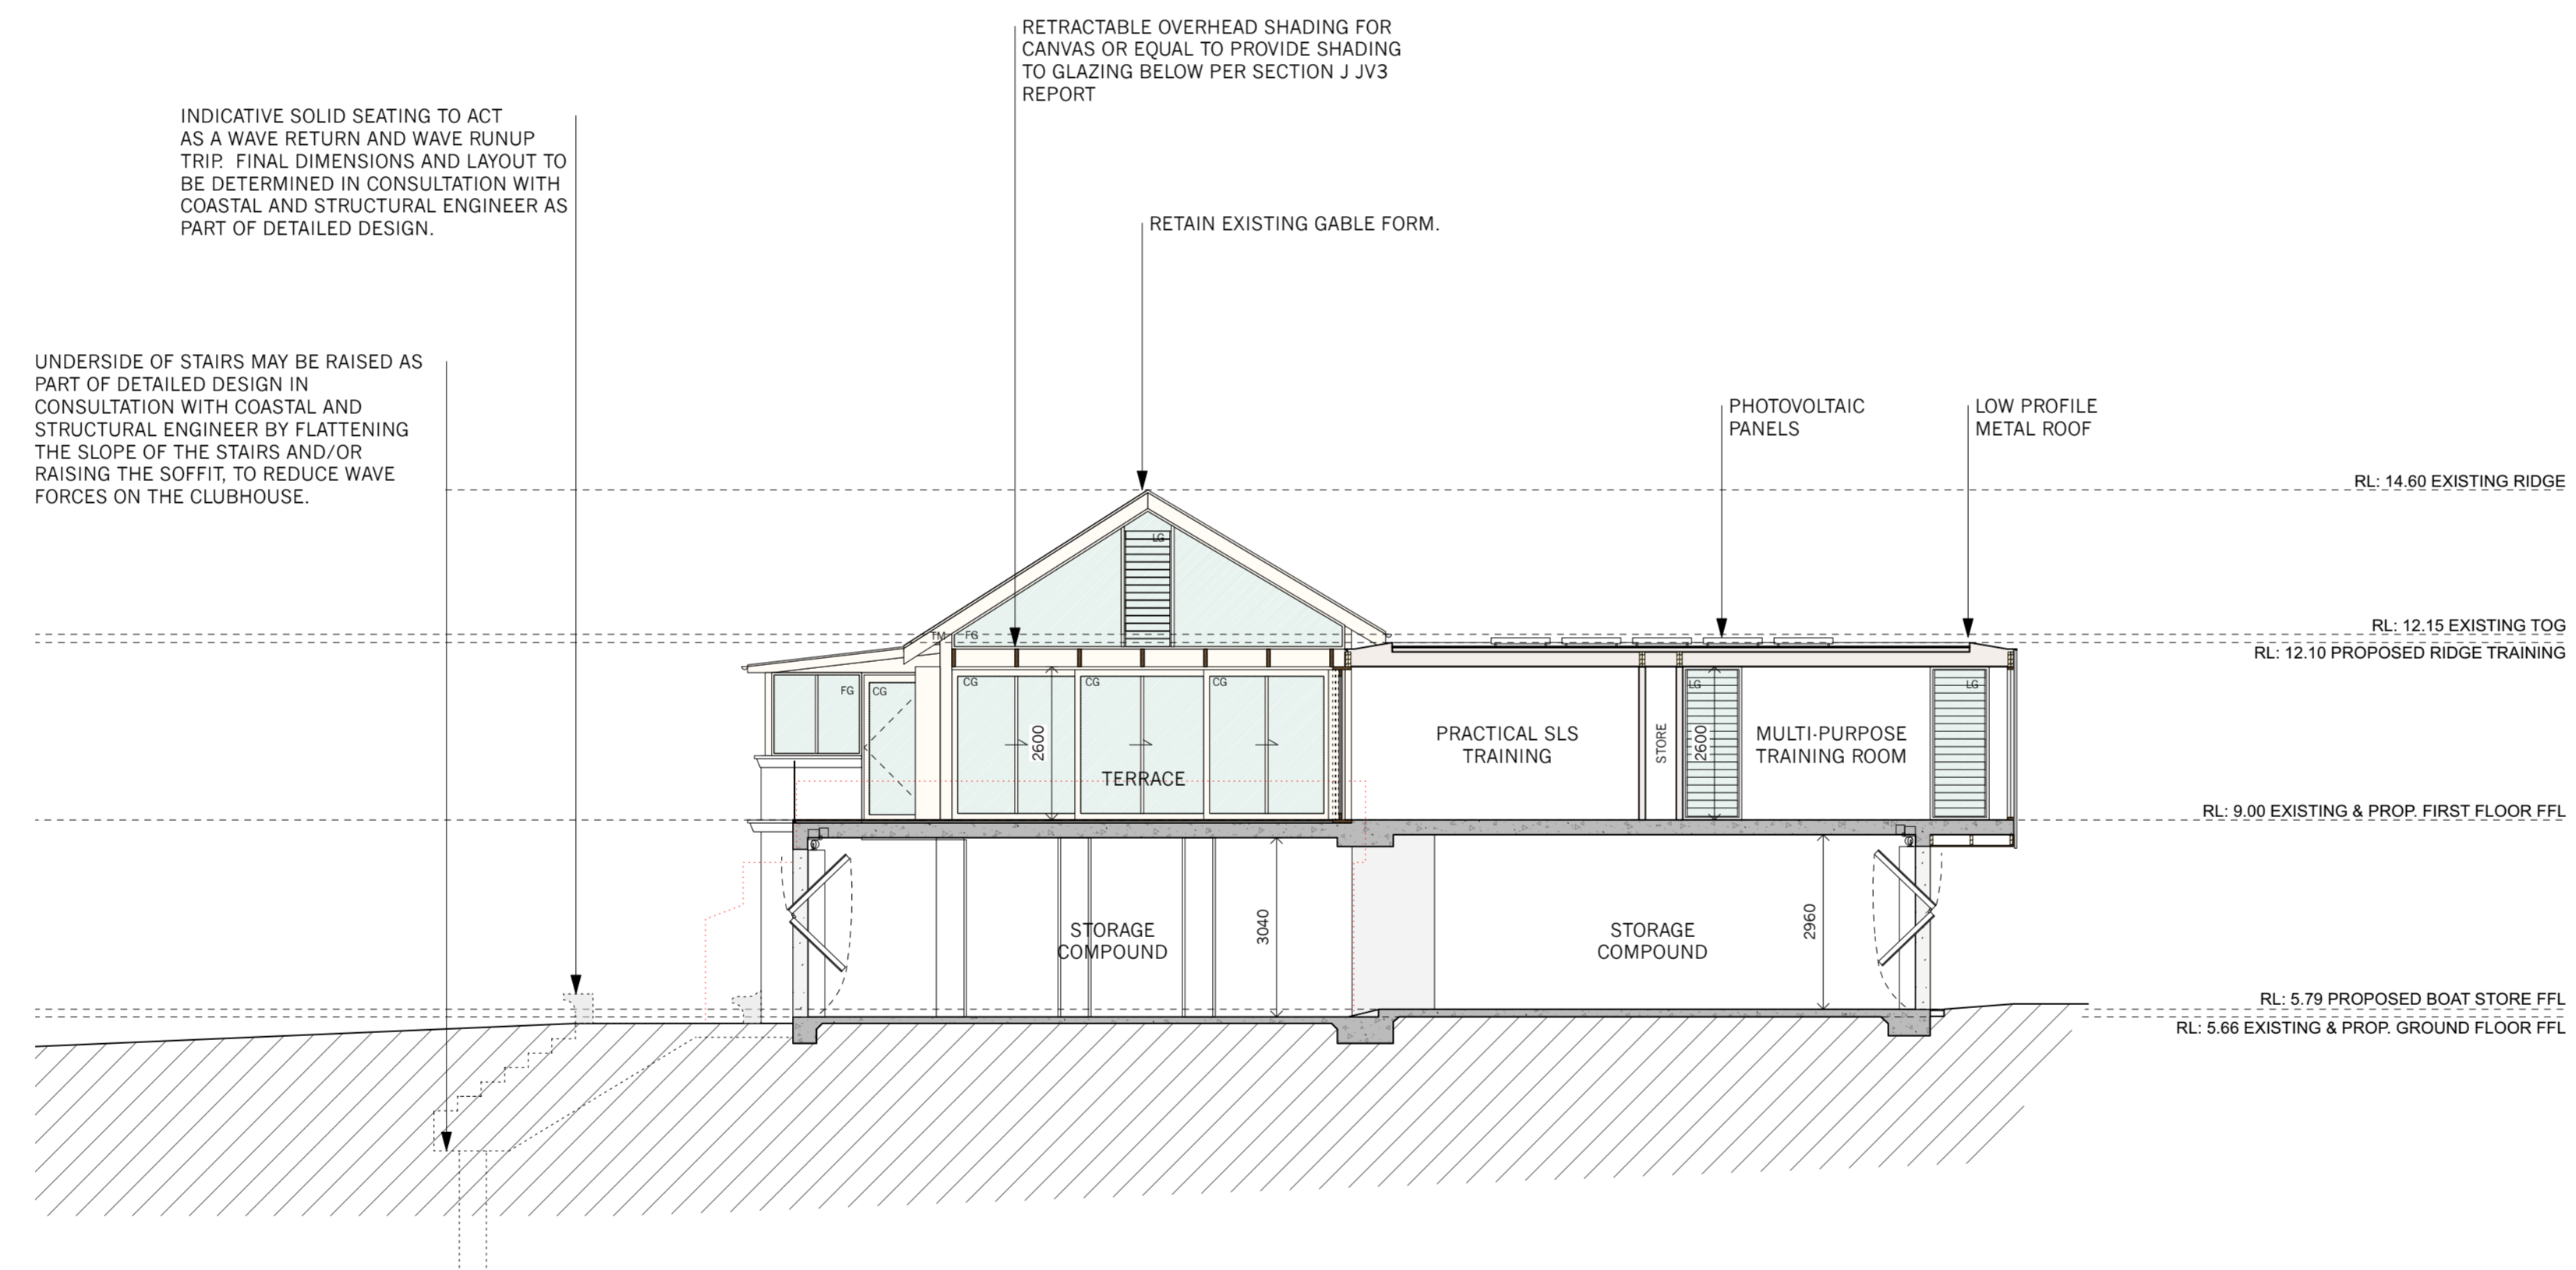 RETRACTABLE OVERHEAD SHADING FOR
CANVAS OR EQUAL TO PROVIDE SHADING
TO GLAZING BELOW PER SECTION J JV3
REPORT
INDICATIVE SOLID SEATING TO ACT
AS A WAVE RETURN AND WAVE RUNUP
TRIP. FINAL DIMENSIONS AND LAYOUT TO
BE DETERMINED IN CONSULTATION WITH
COASTAL AND STRUCTURAL ENGINEER AS
PART OF DETAILED DESIGN.
RETAIN EXISTING GABLE FORM.
UNDERSIDE OF STAIRS MAY BE RAISED AS
PART OF DETAILED DESIGN IN
CONSULTATION WITH COASTAL AND
STRUCTURAL ENGINEER BY FLATTENING
THE SLOPE OF THE STAIRS AND/OR
RAISING THE SOFFIT, TO REDUCE WAVE
FORCES ON THE CLUBHOUSE.
PHOTOVOLTAIC
PANELS
LOW PROFILE
METAL ROOF
RL: 14.60 EXISTING RIDGE
LG
RL: 12.15 EXISTING TOG
TM
FG
RL: 12.10 PROPOSED RIDGE TRAINING
FG
CG
CG
CG
CG
LG
LG
2600
TERRACE
PRACTICAL SLS
TRAINING
STORE
2600
MULTI-PURPOSE
TRAINING ROOM
RL: 9.00 EXISTING & PROP. FIRST FLOOR FFL
STORAGE
COMPOUND
3040
STORAGE
COMPOUND
2960
RL: 5.79 PROPOSED BOAT STORE FFL
RL: 5.66 EXISTING & PROP. GROUND FLOOR FFL